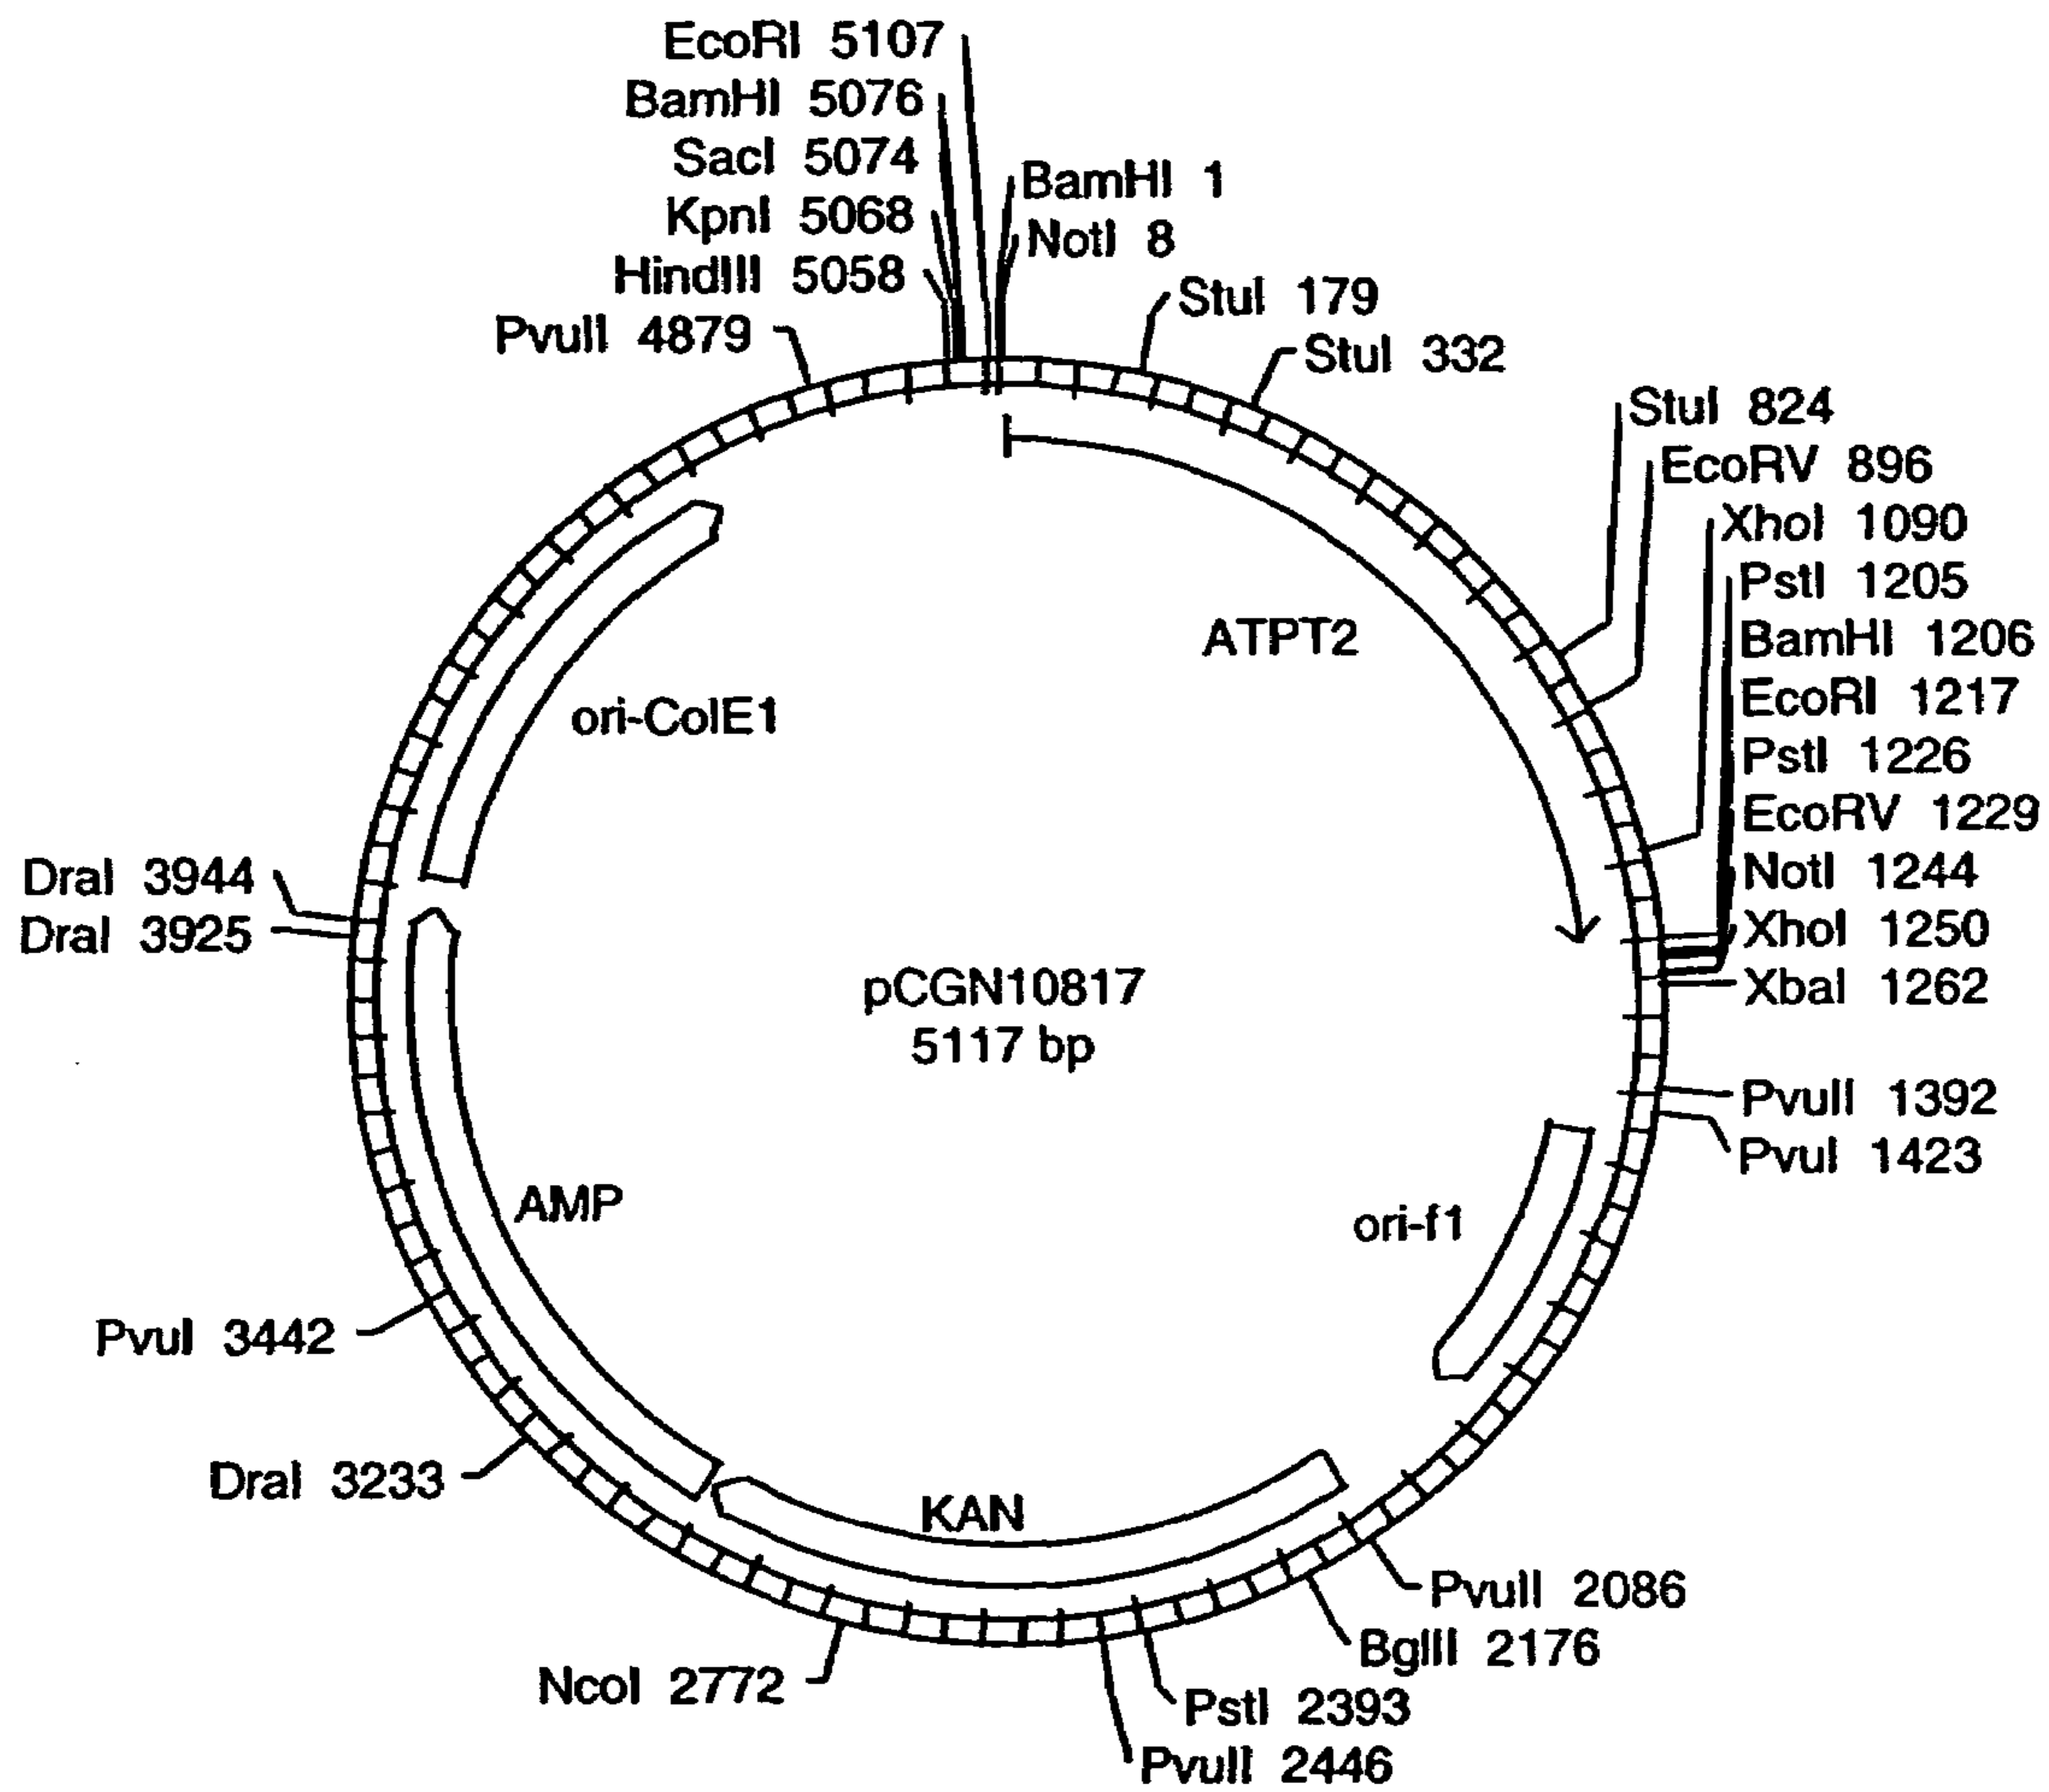 EcoRI 5107
BamHI 5076
SacI 5074
KpnI 5068
HindIII 5058
PvuII 4879
BamHI 1
NotI 8
StuI 179
StuI 332
StuI 824
EcoRV 896
XhoI 1090
PstI 1205
BamHI 1206
EcoRI 1217
PstI 1226
EcoRV 1229
NotI 1244
XhoI 1250
XbaI 1262
PvuII 1392
PvuI 1423
PvuII 2086
BglII 2176
PstI 2393
PvuII 2446
NcoI 2772
DraI 3233
PvuI 3442
DraI 3925
DraI 3944
ATPT2
ori-ColE1
pCGN10817
5117 bp
AMP
ori-f1
KAN